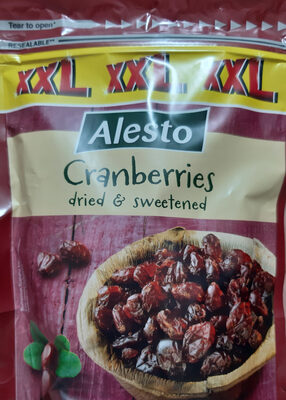 Tear to open*
RESEALABLE**
XXL XXL XXL
Alesto
Cranberries
dried & sweetened